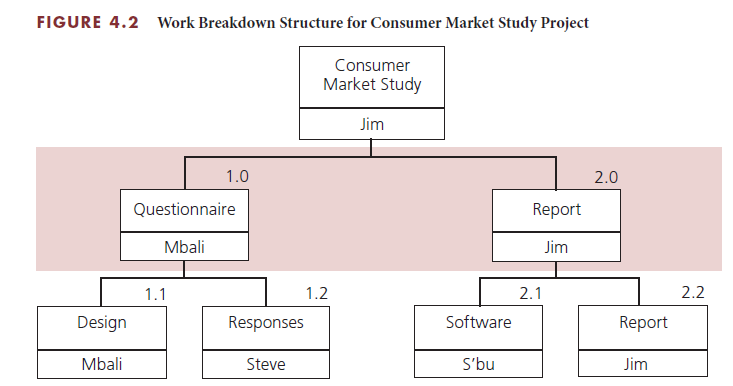 FIGURE 4.2 Work Breakdown Structure for Consumer Market Study Project
Consumer
Market Study
Jim
1.0
2.0
Questionnaire
Report
Mbali
Jim
1.1
1.2
2.1
2.2
Design
Responses
Software
Report
Mbali
Steve
S'bu
Jim